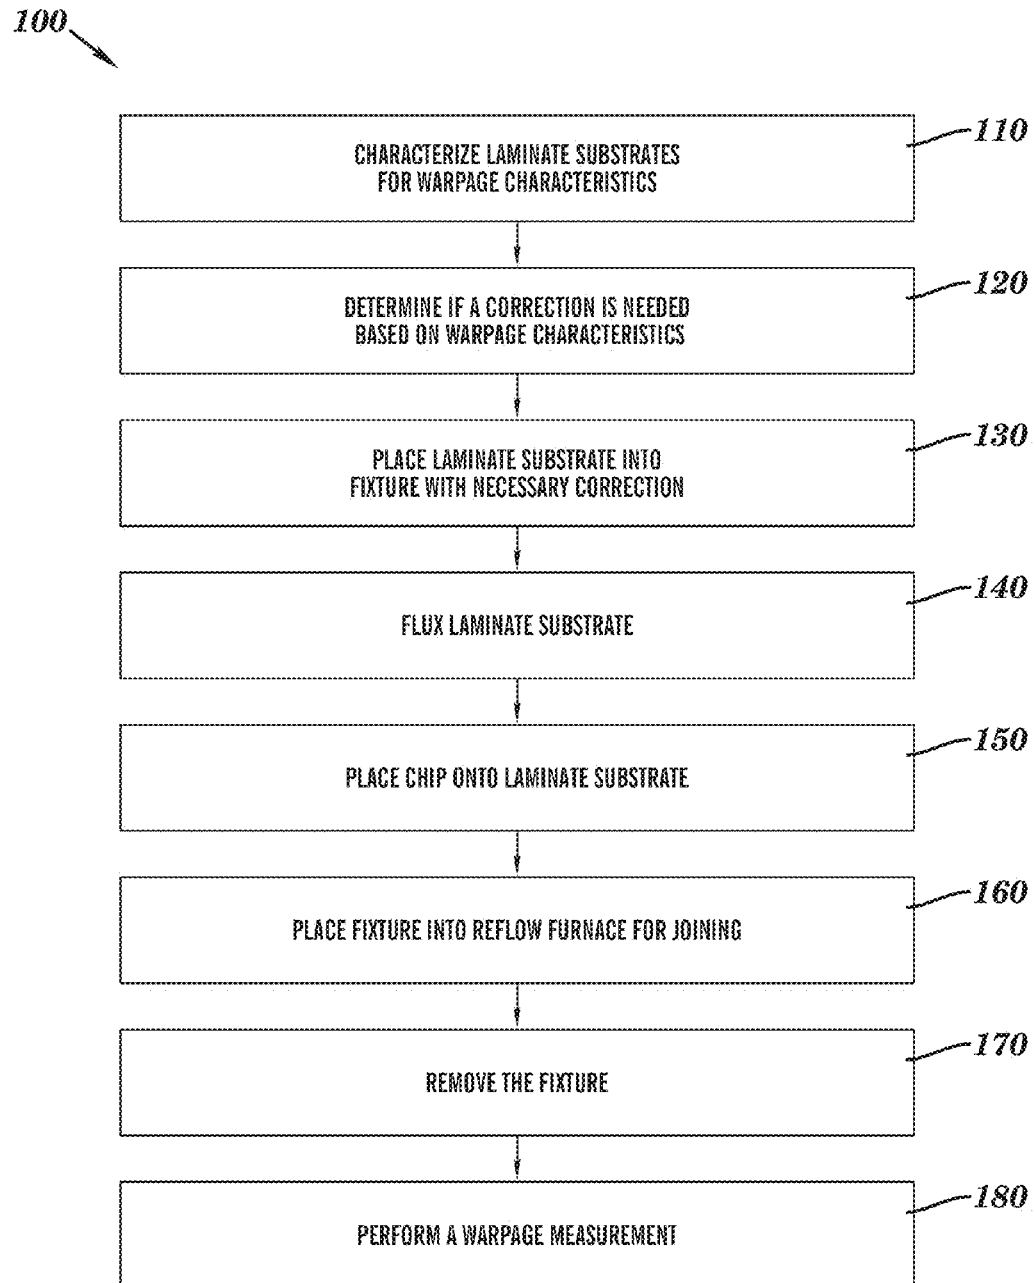 100
CHARACTERIZE LAMINATE SUBSTRATES
FOR WARPAGE CHARACTERISTICS
110
DETERMINE IF A CORRECTION IS NEEDED
BASED ON WARPAGE CHARACTERISTICS
120
PLACE LAMINATE SUBSTRATE INTO
FIXTURE WITH NECESSARY CORRECTION
130
FLUX LAMINATE SUBSTRATE
140
PLACE CHIP ONTO LAMINATE SUBSTRATE
150
PLACE FIXTURE INTO REFLOW FURNACE FOR JOINING
160
REMOVE THE FIXTURE
170
PERFORM A WARPAGE MEASUREMENT
180